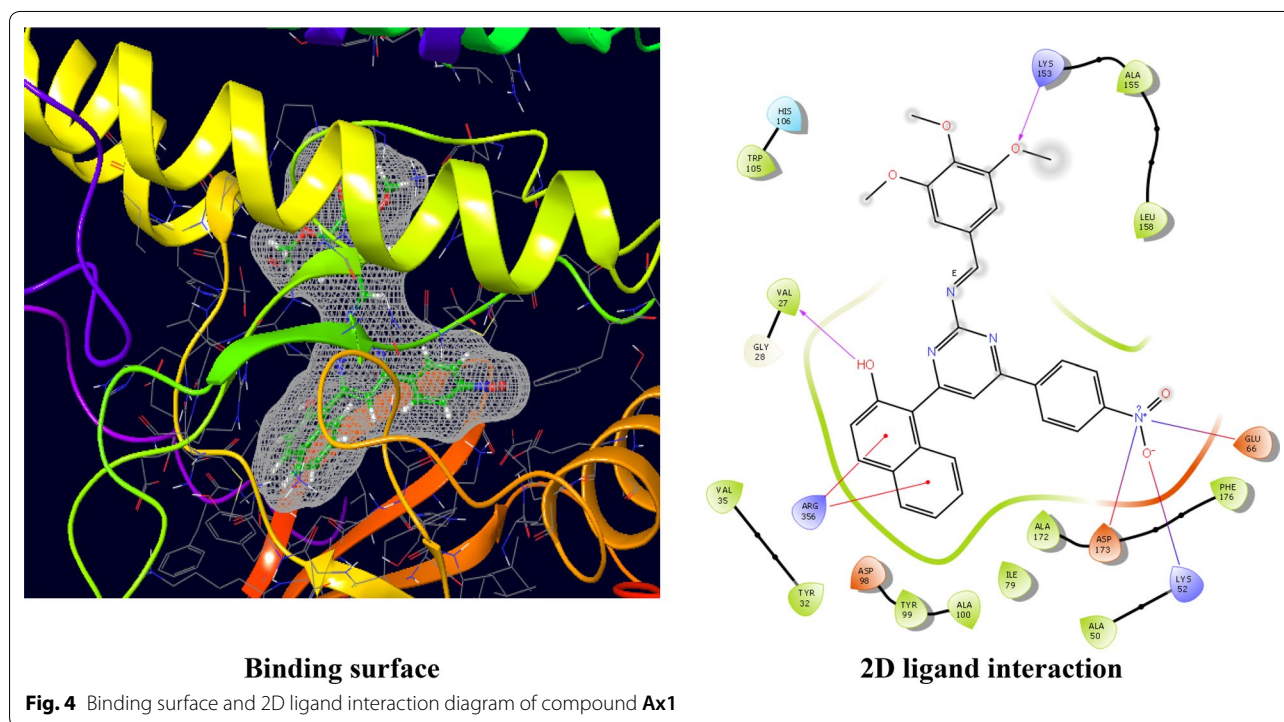 LYS
153
ALA
155
HIS
106
TRP
105
LEU
158
O
O
O
E
N
VAL
27
GLY
28
HO
N
N
N+
?
O
O-
GLU
66
PHE
176
VAL
35
ARG
356
ALA
172
ASP
173
ASP
98
ILE
79
LYS
52
TYR
32
TYR
99
ALA
100
ALA
50
Binding surface
2D ligand interaction
Fig. 4 Binding surface and 2D ligand interaction diagram of compound Ax1